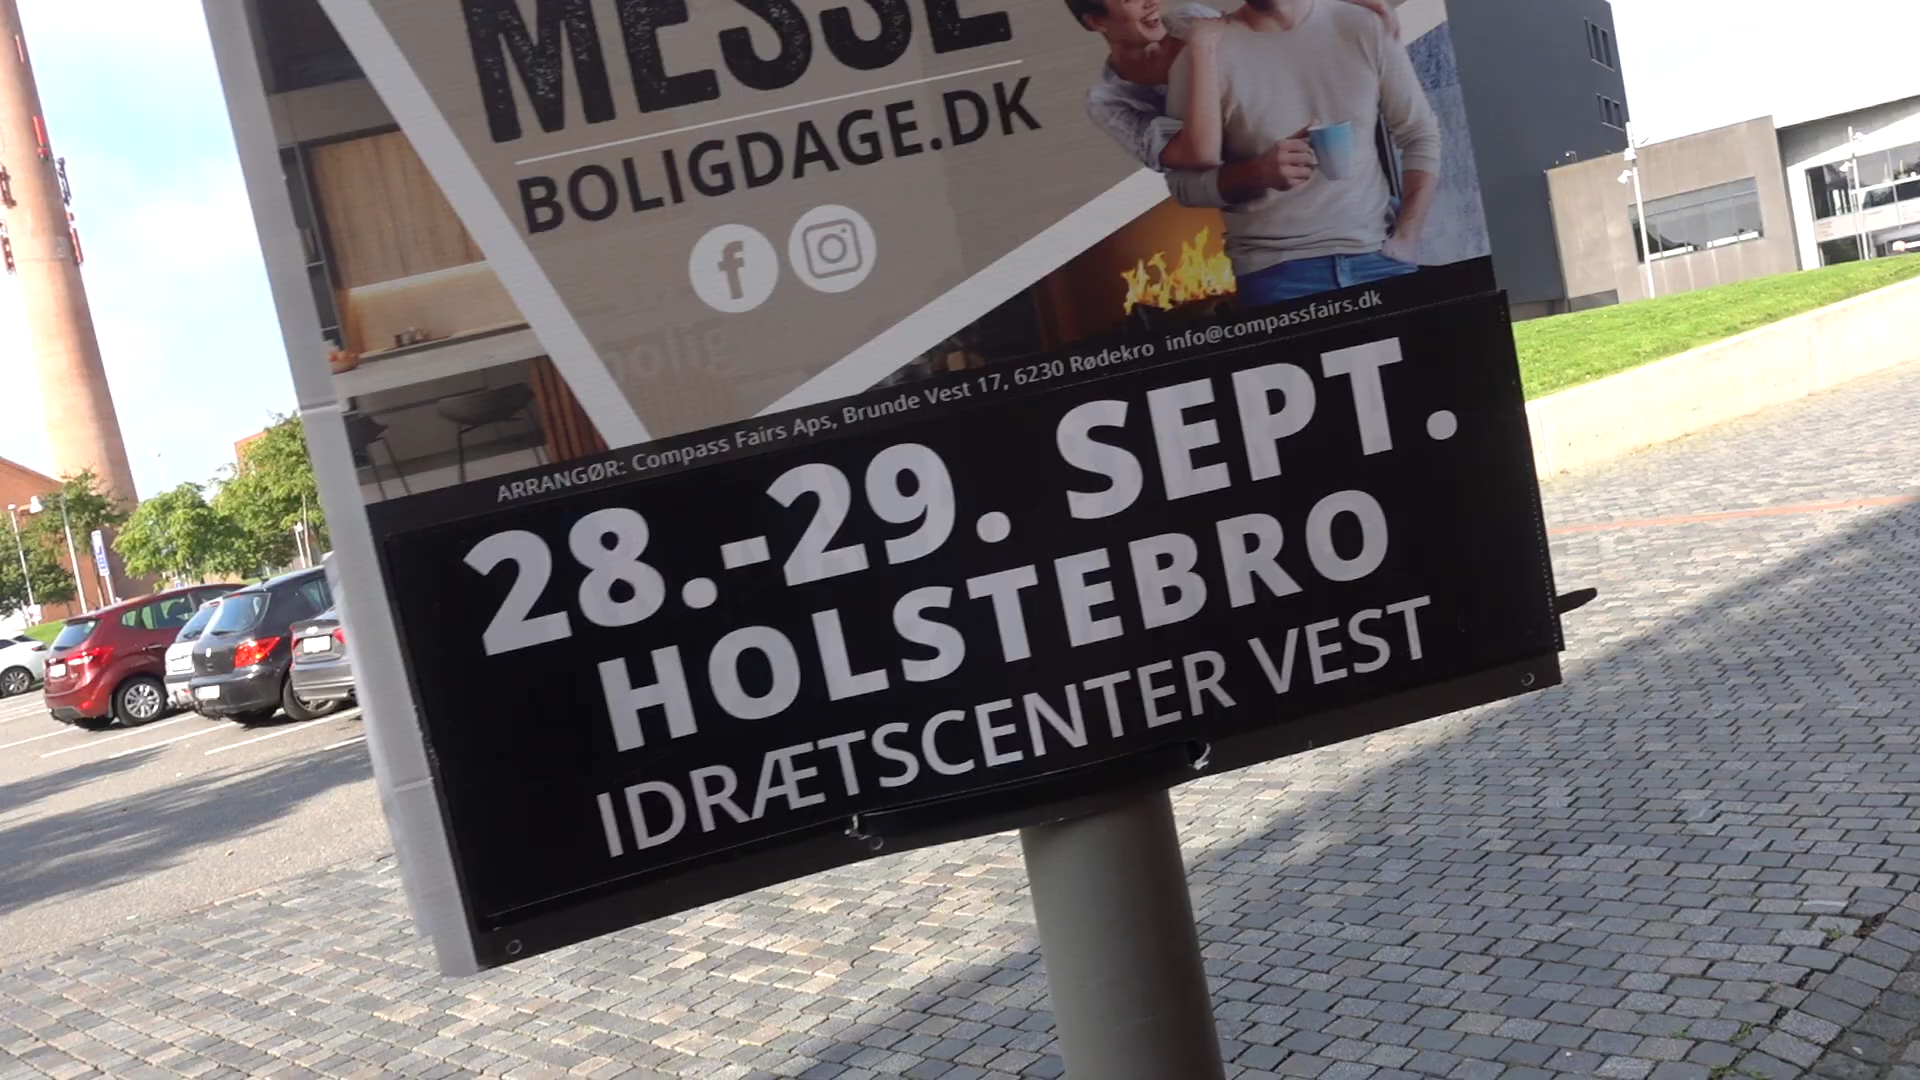 MESSE
BOLIGDAGE.DK
bolig
ARRANGØR: Compass Fairs Aps, Brunde Vest 17, 6230 Rødekro info@compassfairs.dk
28.-29. SEPT.
HOLSTEBRO
IDRÆTSCENTER VEST